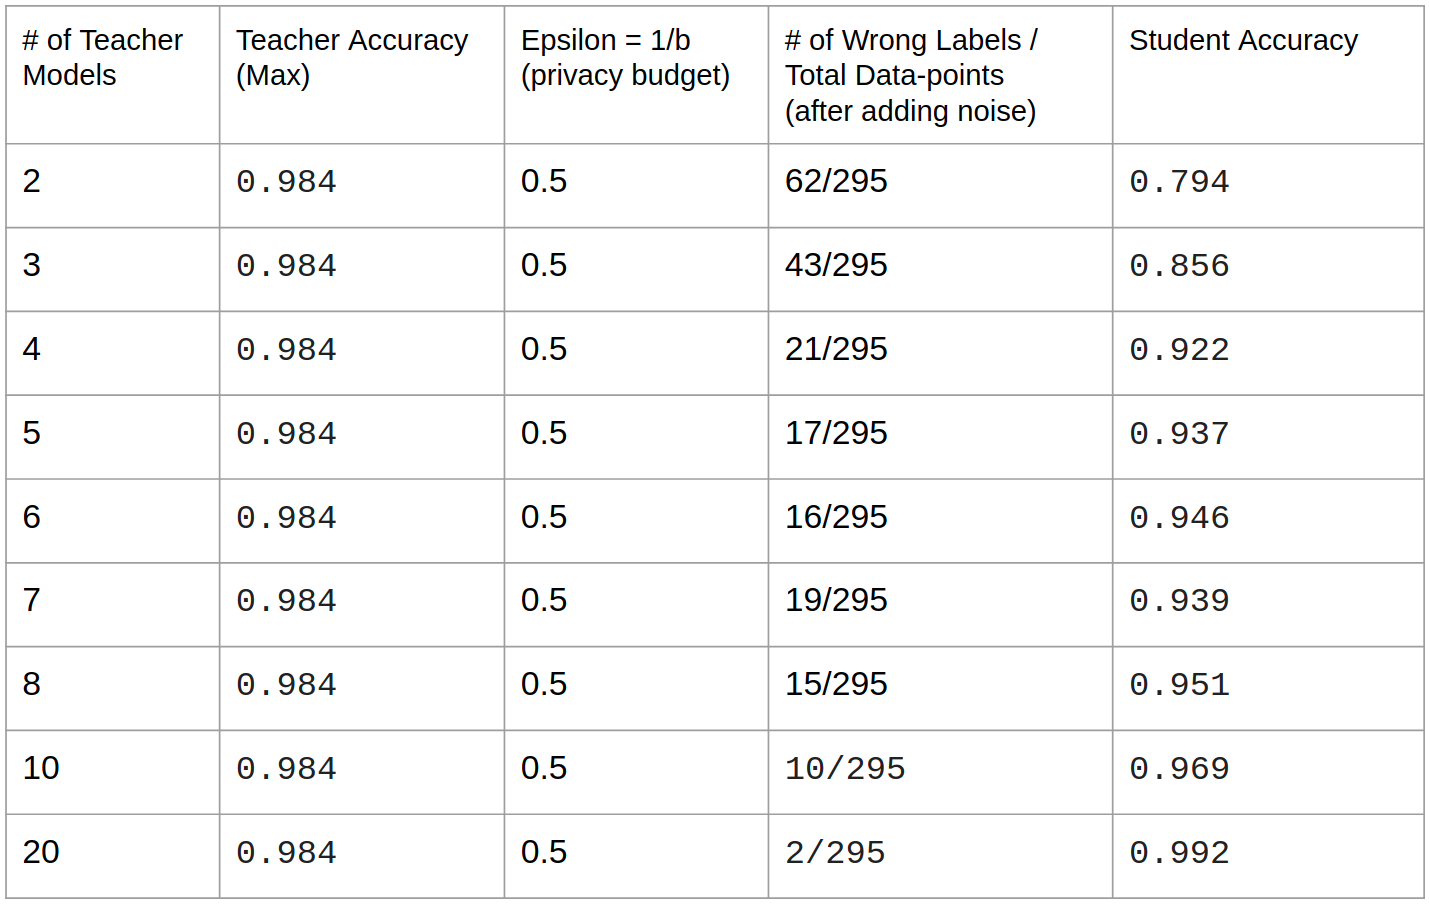 # of Teacher Models | Teacher Accuracy (Max) | Epsilon = 1/b (privacy budget) | # of Wrong Labels / Total Data-points (after adding noise) | Student Accuracy
2 | 0.984 | 0.5 | 62/295 | 0.794
3 | 0.984 | 0.5 | 43/295 | 0.856
4 | 0.984 | 0.5 | 21/295 | 0.922
5 | 0.984 | 0.5 | 17/295 | 0.937
6 | 0.984 | 0.5 | 16/295 | 0.946
7 | 0.984 | 0.5 | 19/295 | 0.939
8 | 0.984 | 0.5 | 15/295 | 0.951
10 | 0.984 | 0.5 | 10/295 | 0.969
20 | 0.984 | 0.5 | 2/295 | 0.992